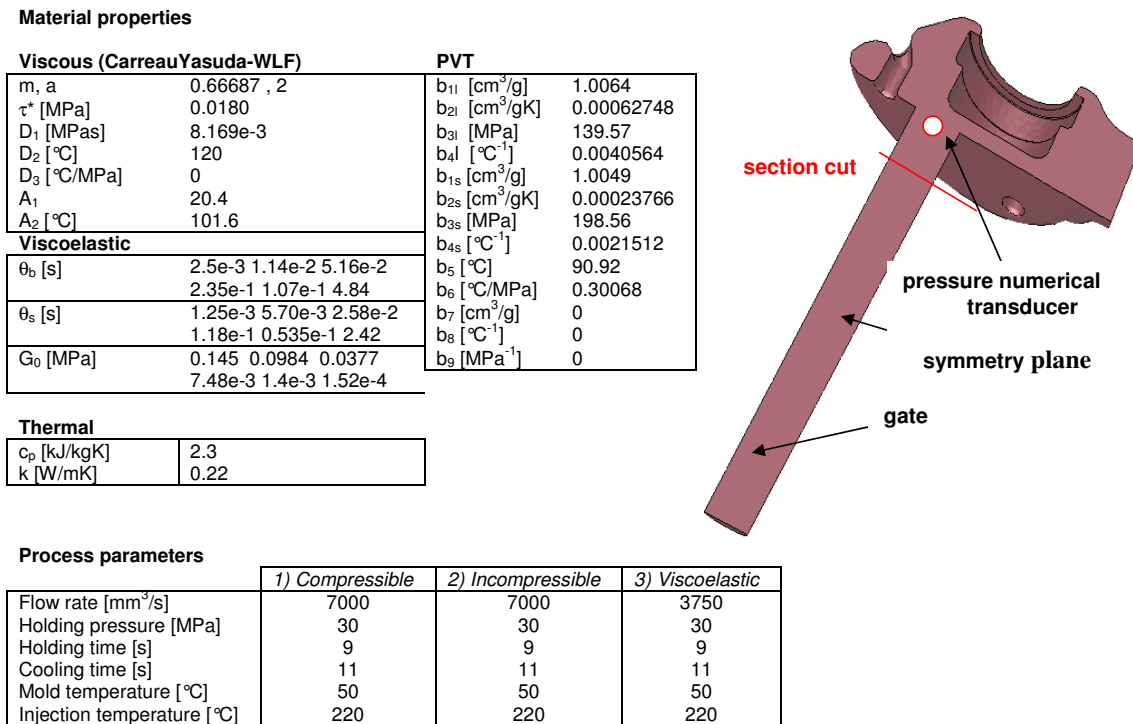 Material properties
Viscous (CarreauYasuda-WLF)
m, a 0.66687 , 2
τ* [MPa] 0.0180
D₁ [MPas] 8.169e-3
D₂ [°C] 120
D₃ [°C/MPa] 0
A₁ 20.4
A₂ [°C] 101.6
Viscoelastic
θb [s] 2.5e-3 1.14e-2 5.16e-2
2.35e-1 1.07e-1 4.84
θs [s] 1.25e-3 5.70e-3 2.58e-2
1.18e-1 0.535e-1 2.42
G₀ [MPa] 0.145 0.0984 0.0377
7.48e-3 1.4e-3 1.52e-4
PVT
b1l [cm³/g] 1.0064
b2l [cm³/gK] 0.00062748
b3l [MPa] 139.57
b4l [°C⁻¹] 0.0040564
b1s [cm³/g] 1.0049
b2s [cm³/gK] 0.00023766
b3s [MPa] 198.56
b4s [°C⁻¹] 0.0021512
b₅ [°C] 90.92
b₆ [°C/MPa] 0.30068
b₇ [cm³/g] 0
b₈ [°C⁻¹] 0
b₉ [MPa⁻¹] 0
Thermal
cp [kJ/kgK] 2.3
k [W/mK] 0.22
section cut
pressure numerical
transducer
symmetry plane
gate
Process parameters
1) Compressible 2) Incompressible 3) Viscoelastic
Flow rate [mm³/s] 7000 7000 3750
Holding pressure [MPa] 30 30 30
Holding time [s] 9 9 9
Cooling time [s] 11 11 11
Mold temperature [°C] 50 50 50
Injection temperature [°C] 220 220 220